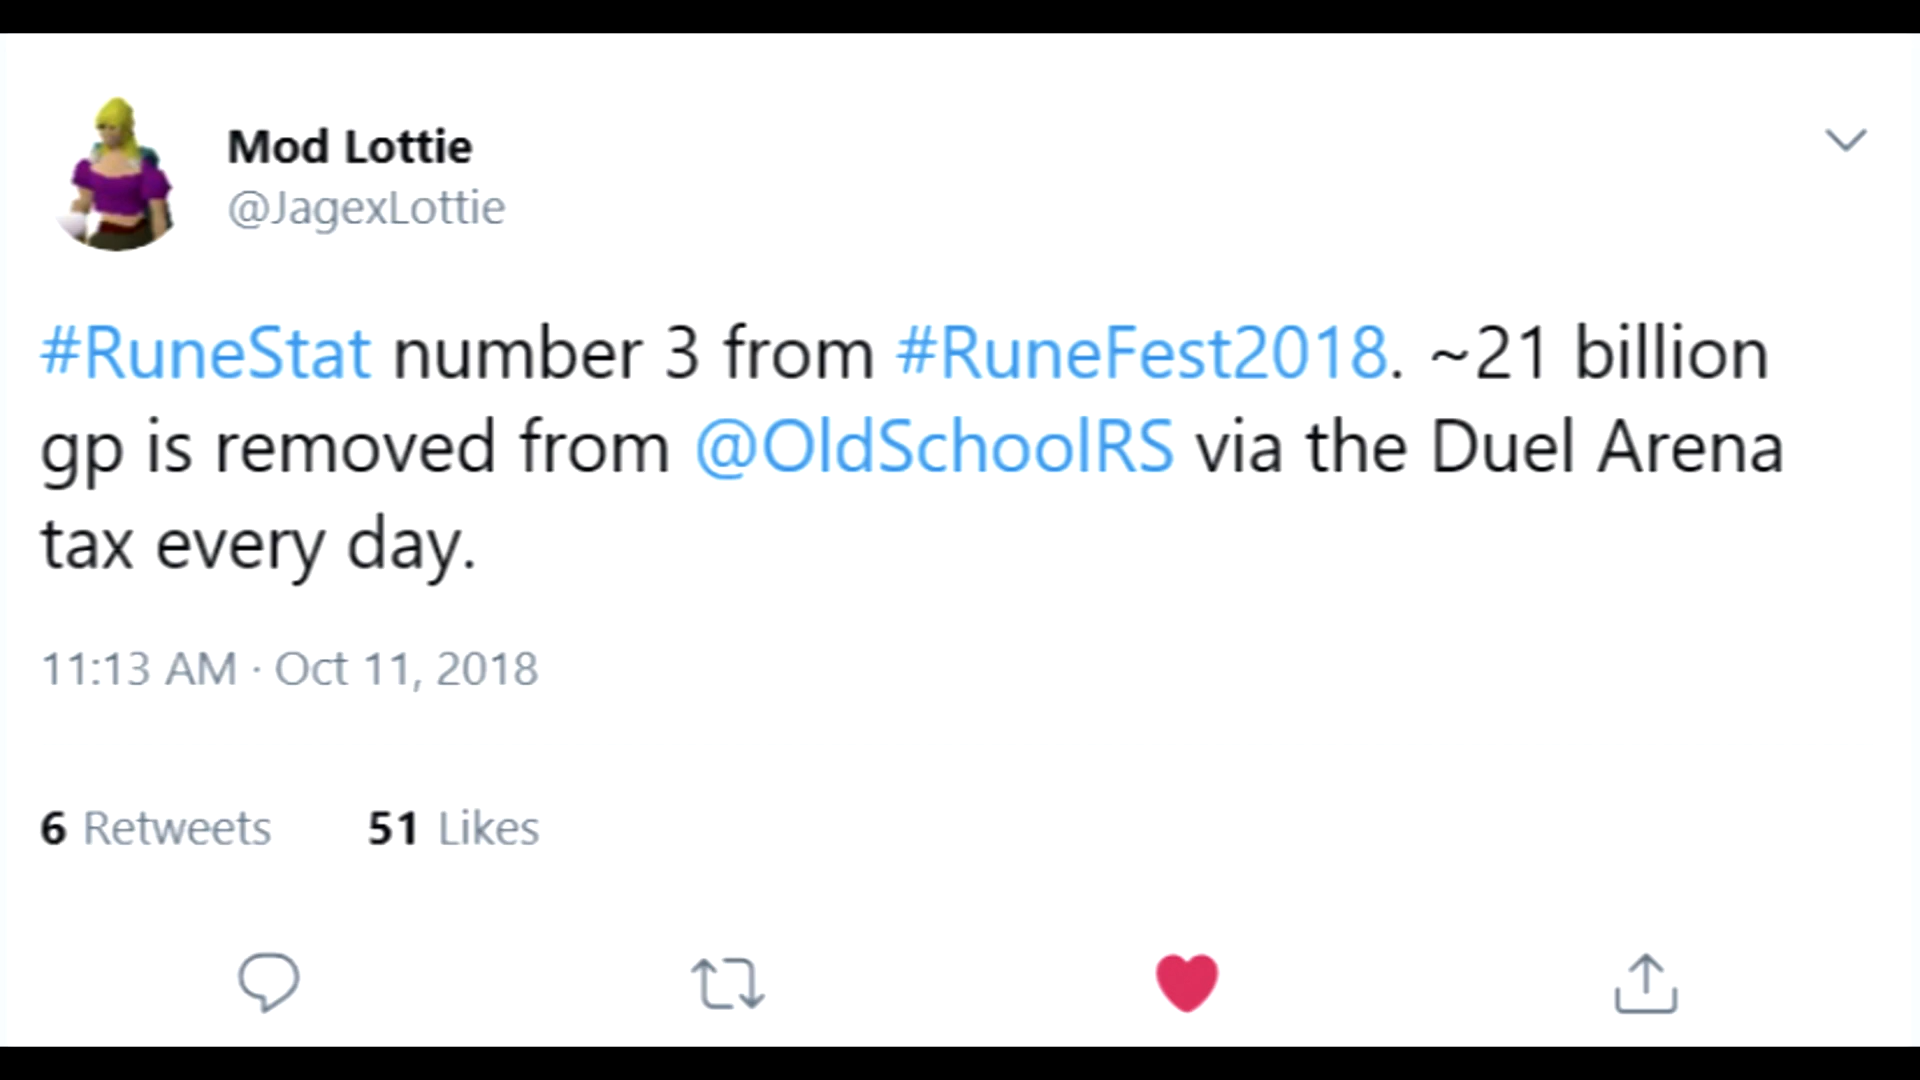 Mod Lottie
@JagexLottie
#RuneStat number 3 from #RuneFest2018. ~21 billion
gp is removed from @OldSchoolRS via the Duel Arena
tax every day.
11:13 AM · Oct 11, 2018
6 Retweets 51 Likes